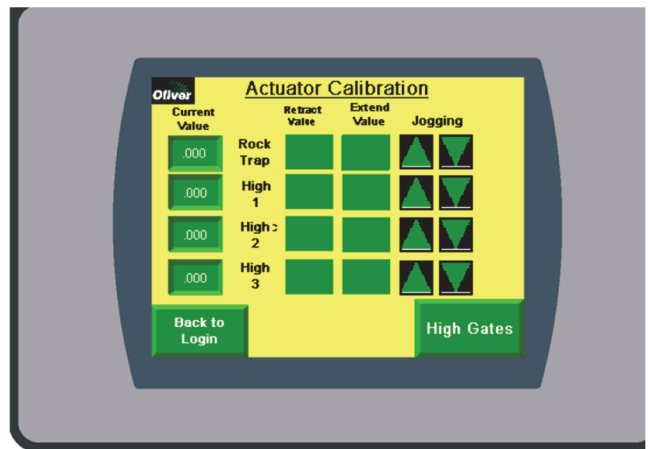 Oliver
Actuator Calibration
Current
Value
Retract
Value
Extend
Value
Jogging
.000
Rock
Trap
.000
High
1
.000
High
2
.000
High
3
Back to
Login
High Gates